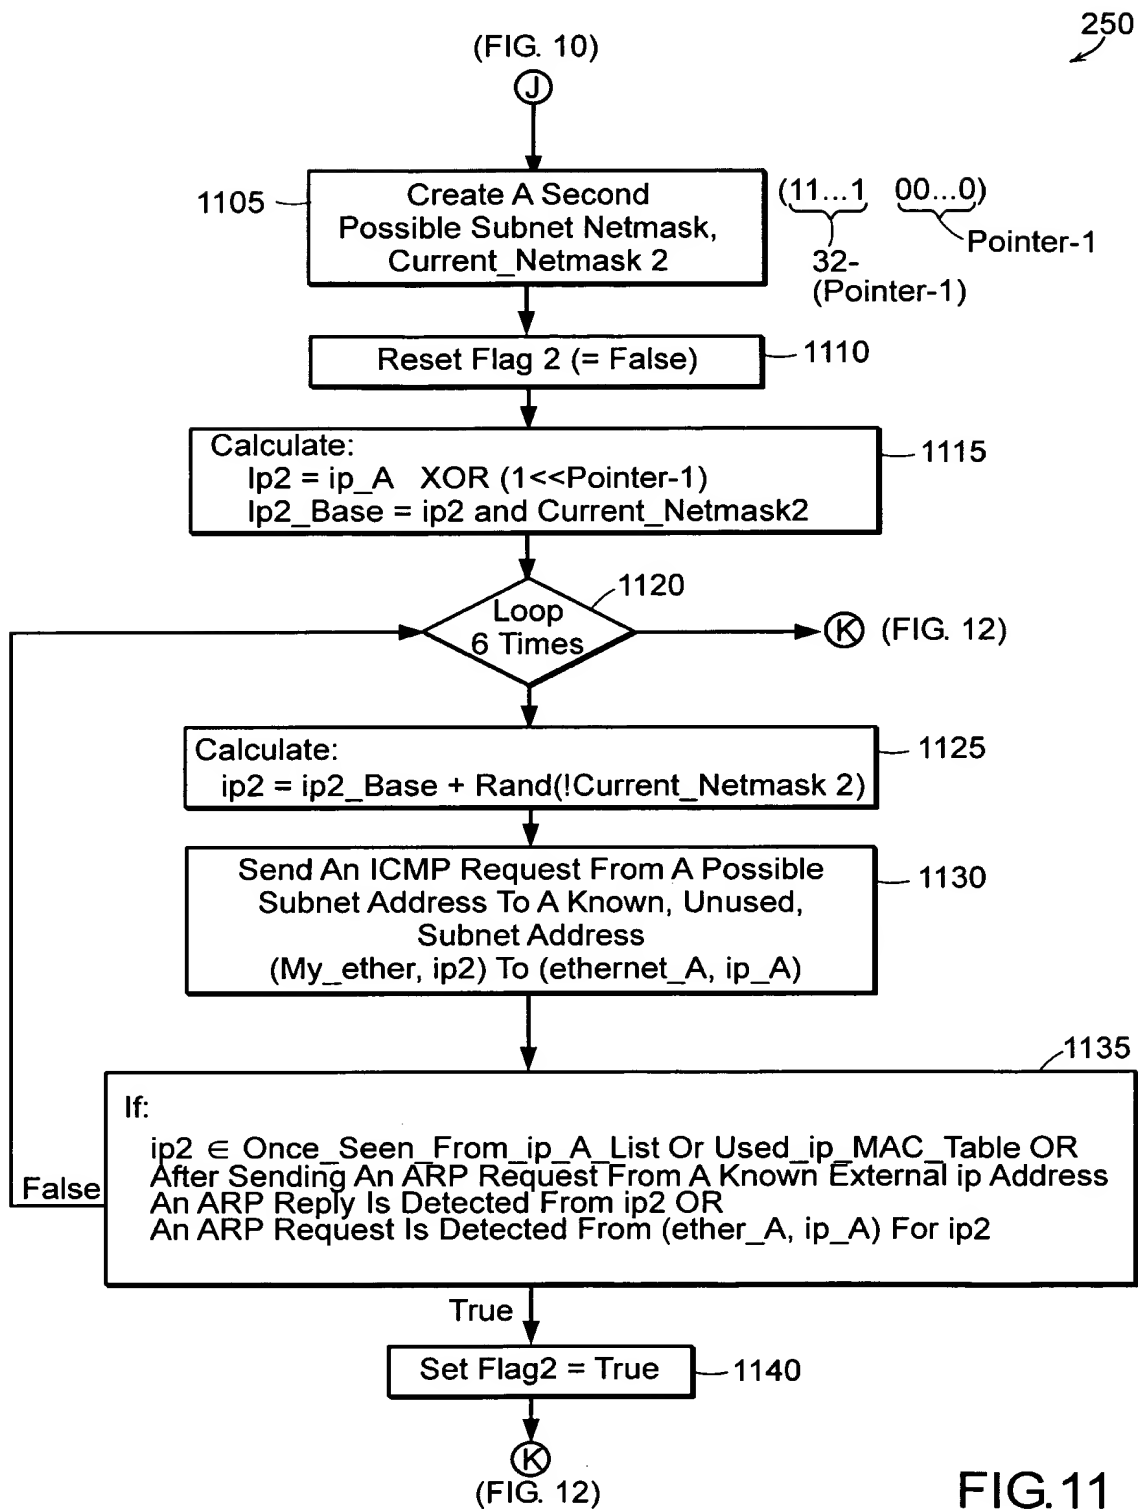 250
(FIG. 10)
J
1105
Create A Second
Possible Subnet Netmask,
Current_Netmask 2
(11...1 00...0)
Pointer-1
32-
(Pointer-1)
Reset Flag 2 (= False)
1110
Calculate:
Ip2 = ip_A XOR (1<<Pointer-1)
Ip2_Base = ip2 and Current_Netmask2
1115
1120
Loop
6 Times
K (FIG. 12)
Calculate:
ip2 = ip2_Base + Rand(!Current_Netmask 2)
1125
Send An ICMP Request From A Possible
Subnet Address To A Known, Unused,
Subnet Address
(My_ether, ip2) To (ethernet_A, ip_A)
1130
1135
If:
ip2 ∈ Once_Seen_From_ip_A_List Or Used_ip_MAC_Table OR
After Sending An ARP Request From A Known External ip Address
An ARP Reply Is Detected From ip2 OR
An ARP Request Is Detected From (ether_A, ip_A) For ip2
False
True
Set Flag2 = True
1140
K
(FIG. 12)
FIG.11